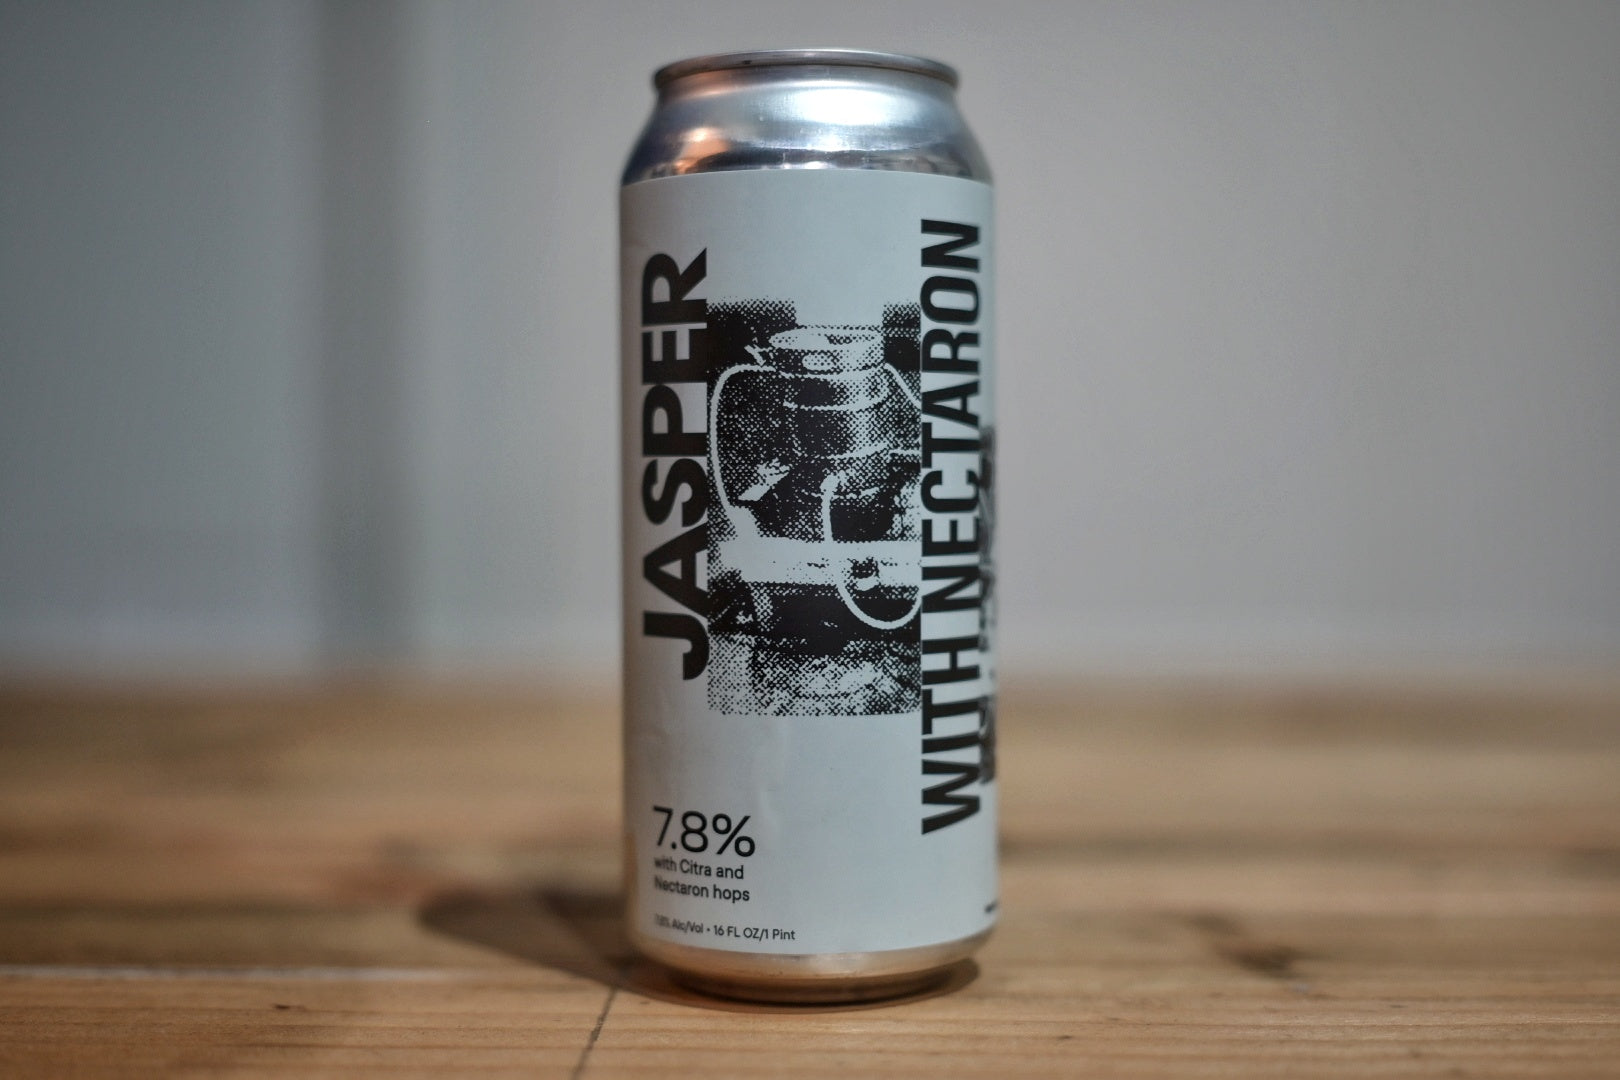 JASPER
WITH NECTARON
7.8%
with Citra and
Nectaron hops
7.8% Alc/Vol • 16 FL OZ/1 Pint